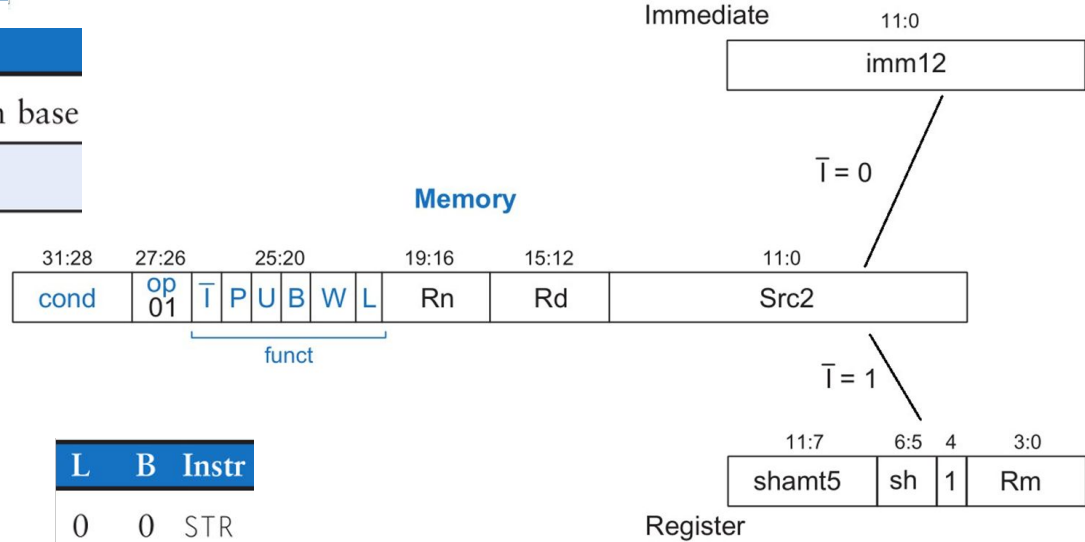 Immediate
11:0
imm12
n base
Ī = 0
Memory
31:28 27:26 25:20 19:16 15:12 11:0
cond op 01 Ī P U B W L Rn Rd Src2
funct
Ī = 1
11:7 6:5 4 3:0
shamt5 sh 1 Rm
Register
L B Instr
0 0 STR